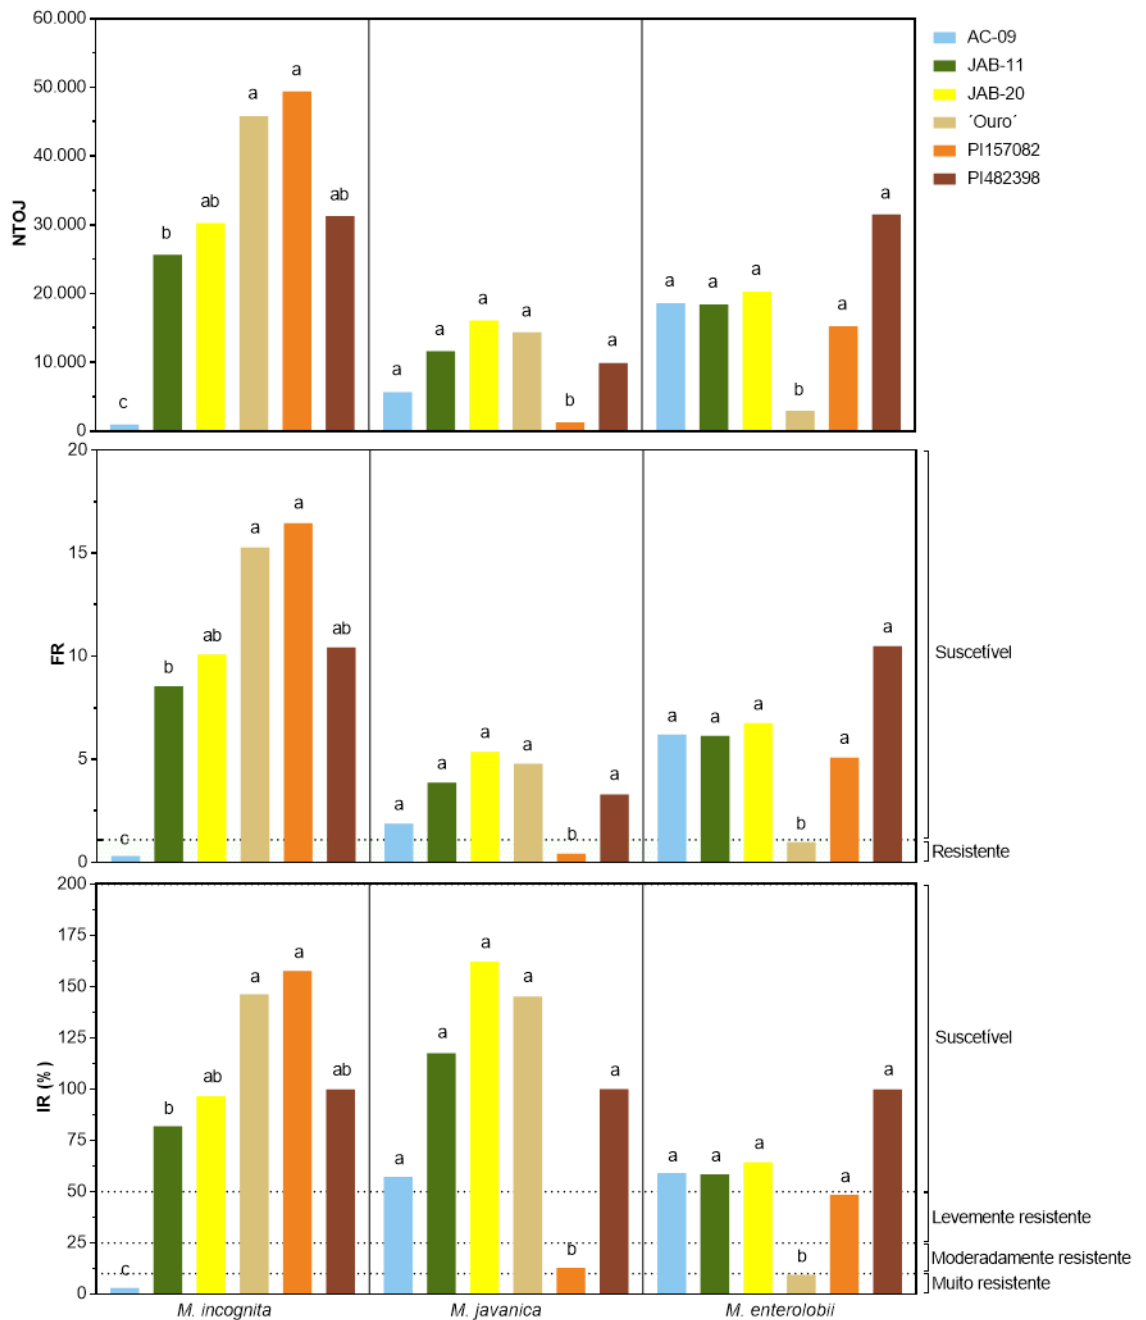 60.000
50.000
40.000
30.000
20.000
10.000
0
NTOJ
c
b
ab
a
a
ab
a
a
a
a
b
a
a
a
a
b
a
a
AC-09
JAB-11
JAB-20
´Ouro´
PI157082
PI482398
20
15
10
5
0
FR
c
b
ab
a
a
ab
a
a
a
a
b
a
a
a
a
b
a
a
Suscetível
Resistente
200
175
150
125
100
75
50
25
0
IR (%)
c
b
ab
a
a
ab
a
a
a
a
b
a
a
a
a
b
a
a
Suscetível
Levemente resistente
Moderadamente resistente
Muito resistente
M. incognita
M. javanica
M. enterolobii